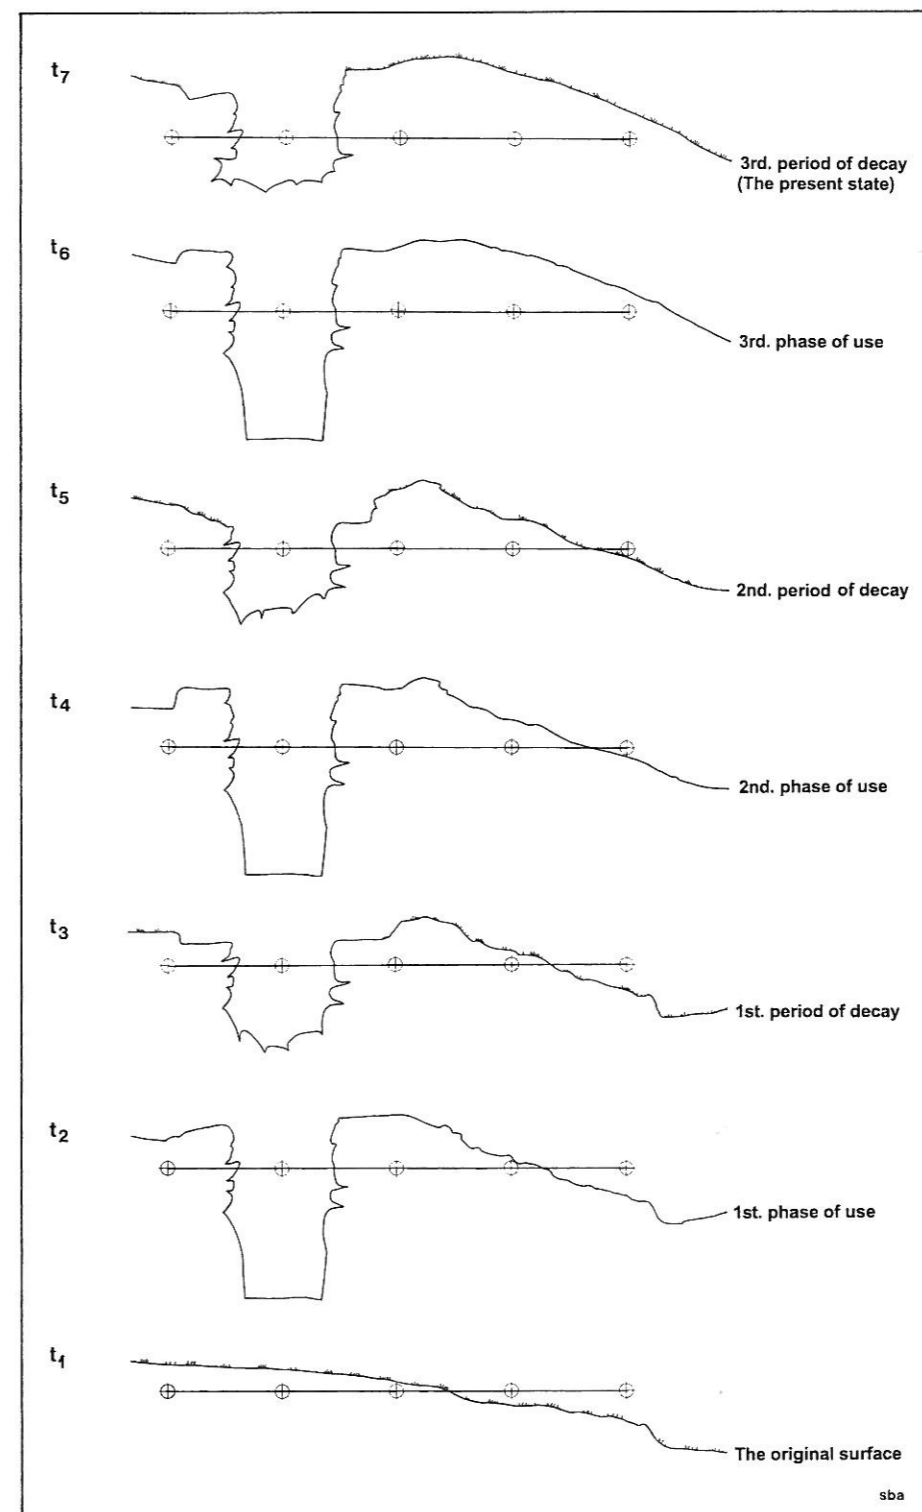 t7
3rd. period of decay
(The present state)
t6
3rd. phase of use
t5
2nd. period of decay
t4
2nd. phase of use
t3
1st. period of decay
t2
1st. phase of use
t1
The original surface
sba